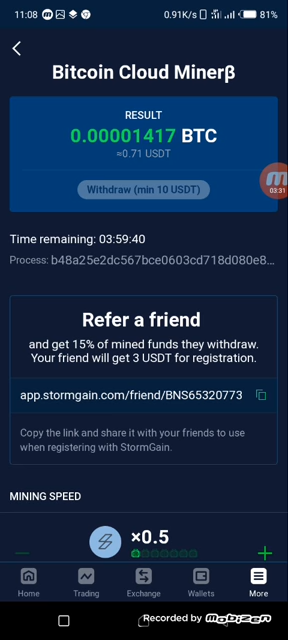 11:08
0.91K/s
81%
Bitcoin Cloud Minerβ
RESULT
0.00001417 BTC
≈0.71 USDT
Withdraw (min 10 USDT)
03:31
Time remaining: 03:59:40
Process: b48a25e2dc567bce0603cd718d080e8...
Refer a friend
and get 15% of mined funds they withdraw.
Your friend will get 3 USDT for registration.
app.stormgain.com/friend/BNS65320773
Copy the link and share it with your friends to use
when registering with StormGain.
MINING SPEED
×0.5
Home Trading Exchange Wallets More
Recorded by mobizen